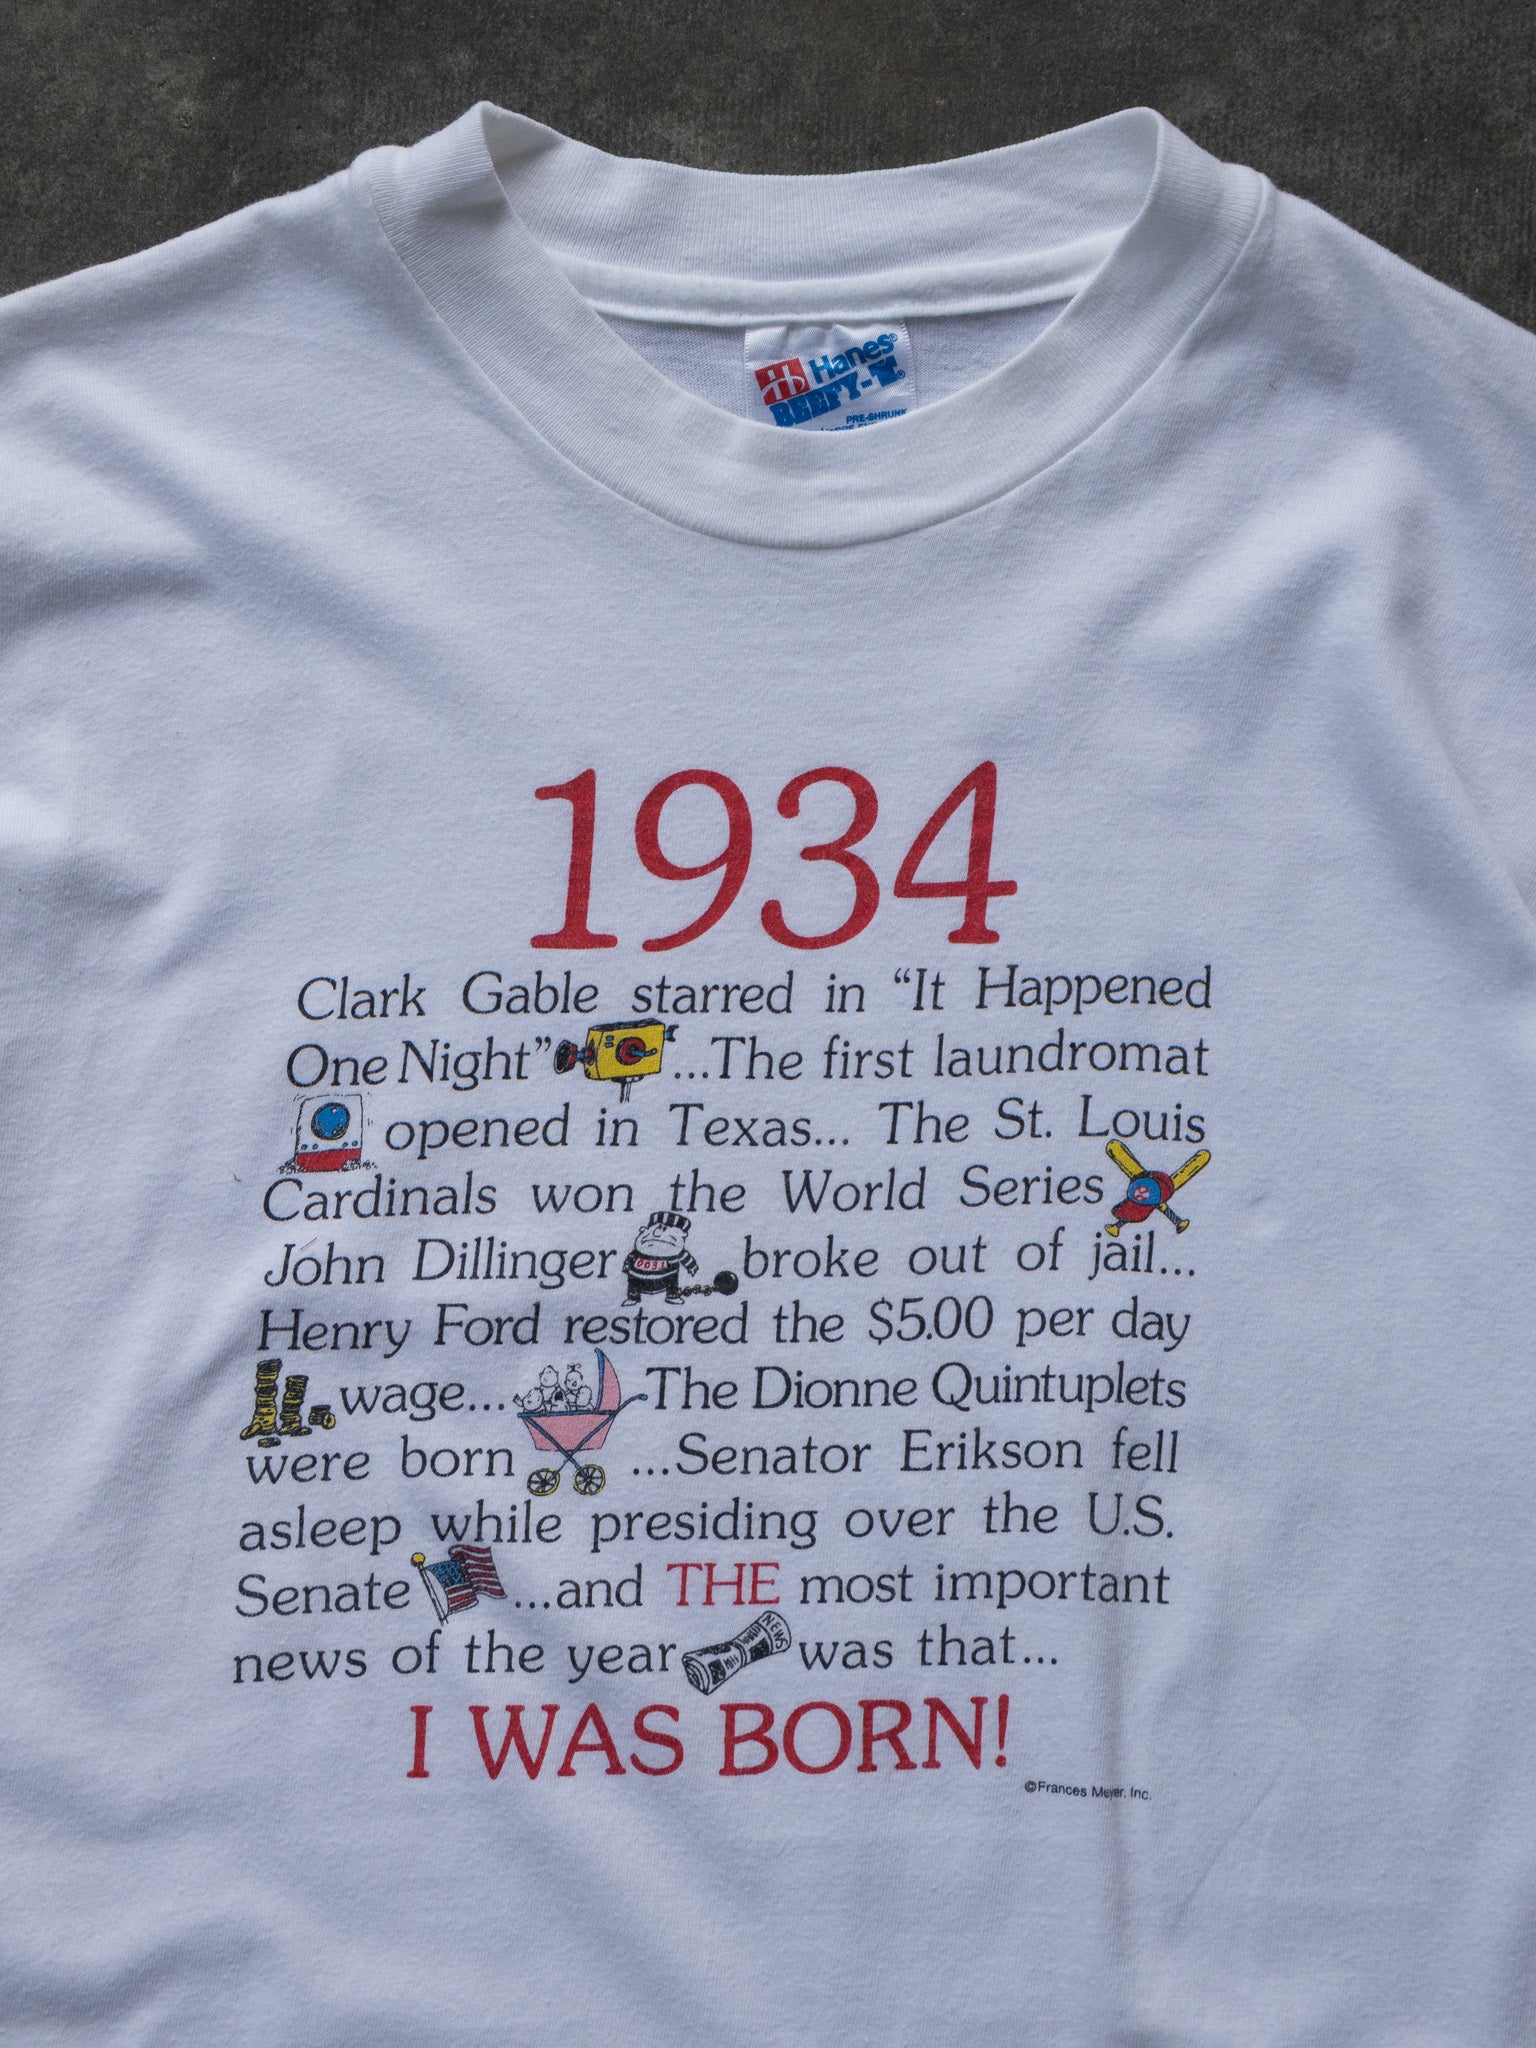 Hanes®
BEEFY-T®
PRE-SHRUNK
1934
Clark Gable starred in “It Happened
One Night” ...The first laundromat
opened in Texas... The St. Louis
Cardinals won the World Series
John Dillinger broke out of jail...
Henry Ford restored the $5.00 per day
wage... The Dionne Quintuplets
were born ...Senator Erikson fell
asleep while presiding over the U.S.
Senate ...and THE most important
news of the year NEWS was that...
I WAS BORN!
©Frances Meyer, Inc.